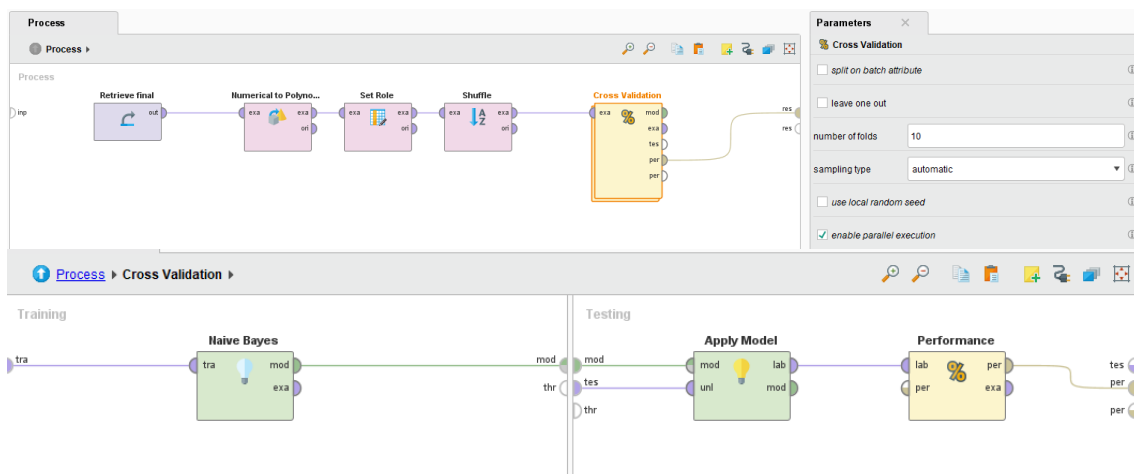 Process
Process
Process
inp
Retrieve final
out
Numerical to Polyno...
exa
exa
ori
Set Role
exa
exa
ori
Shuffle
exa
exa
ori
Cross Validation
exa
mod
exa
tes
per
per
res
res
Parameters
Cross Validation
split on batch attribute
leave one out
number of folds
10
sampling type
automatic
use local random seed
enable parallel execution
Process Cross Validation
Training
tra
Naive Bayes
tra
mod
exa
mod
thr
Testing
mod
tes
thr
Apply Model
mod
lab
unl
mod
Performance
lab
per
per
exa
tes
per
per